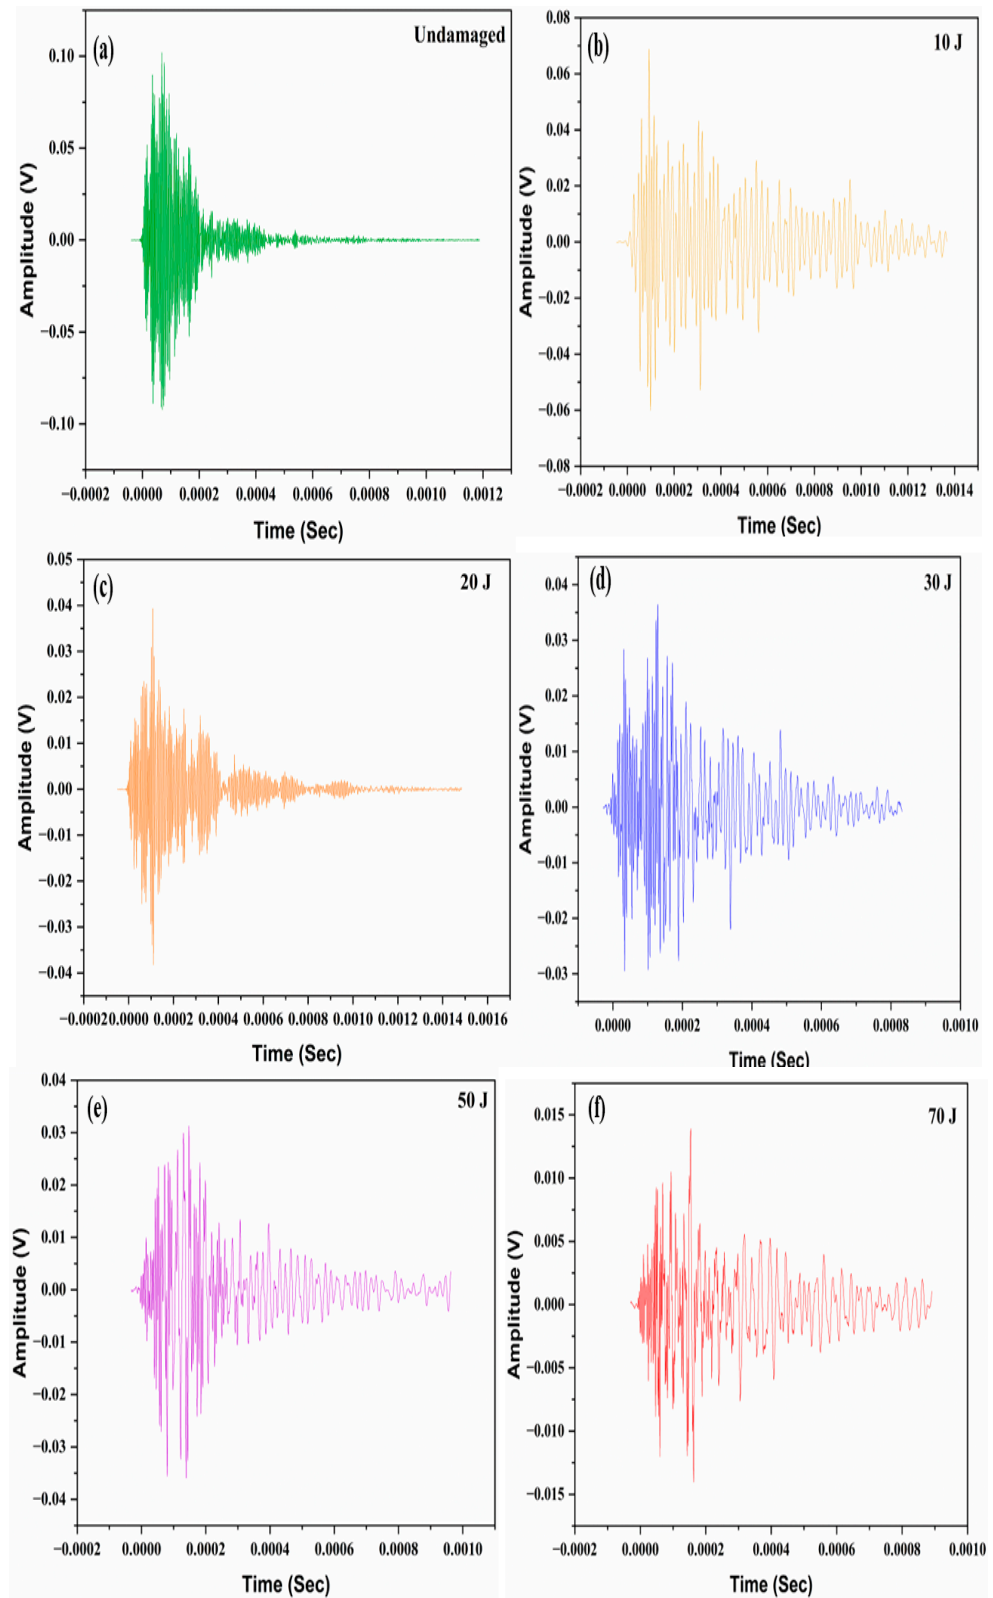 (a)
Undamaged
0.10
0.05
0.00
−0.05
−0.10
Amplitude (V)
−0.0002 0.0000 0.0002 0.0004 0.0006 0.0008 0.0010 0.0012
Time (Sec)
(b)
10 J
0.08
0.06
0.04
0.02
0.00
−0.02
−0.04
−0.06
−0.08
Amplitude (V)
−0.0002 0.0000 0.0002 0.0004 0.0006 0.0008 0.0010 0.0012 0.0014
Time (Sec)
(c)
20 J
0.05
0.04
0.03
0.02
0.01
0.00
−0.01
−0.02
−0.03
−0.04
Amplitude (V)
−0.0002 0.0000 0.0002 0.0004 0.0006 0.0008 0.0010 0.0012 0.0014 0.0016
Time (Sec)
(d)
30 J
0.04
0.03
0.02
0.01
0.00
−0.01
−0.02
−0.03
Amplitude (V)
0.0000 0.0002 0.0004 0.0006 0.0008 0.0010
Time (Sec)
(e)
50 J
0.04
0.03
0.02
0.01
0.00
−0.01
−0.02
−0.03
−0.04
Amplitude (V)
−0.0002 0.0000 0.0002 0.0004 0.0006 0.0008 0.0010
Time (Sec)
(f)
70 J
0.015
0.010
0.005
0.000
−0.005
−0.010
−0.015
Amplitude (V)
−0.0002 0.0000 0.0002 0.0004 0.0006 0.0008 0.0010
Time (Sec)